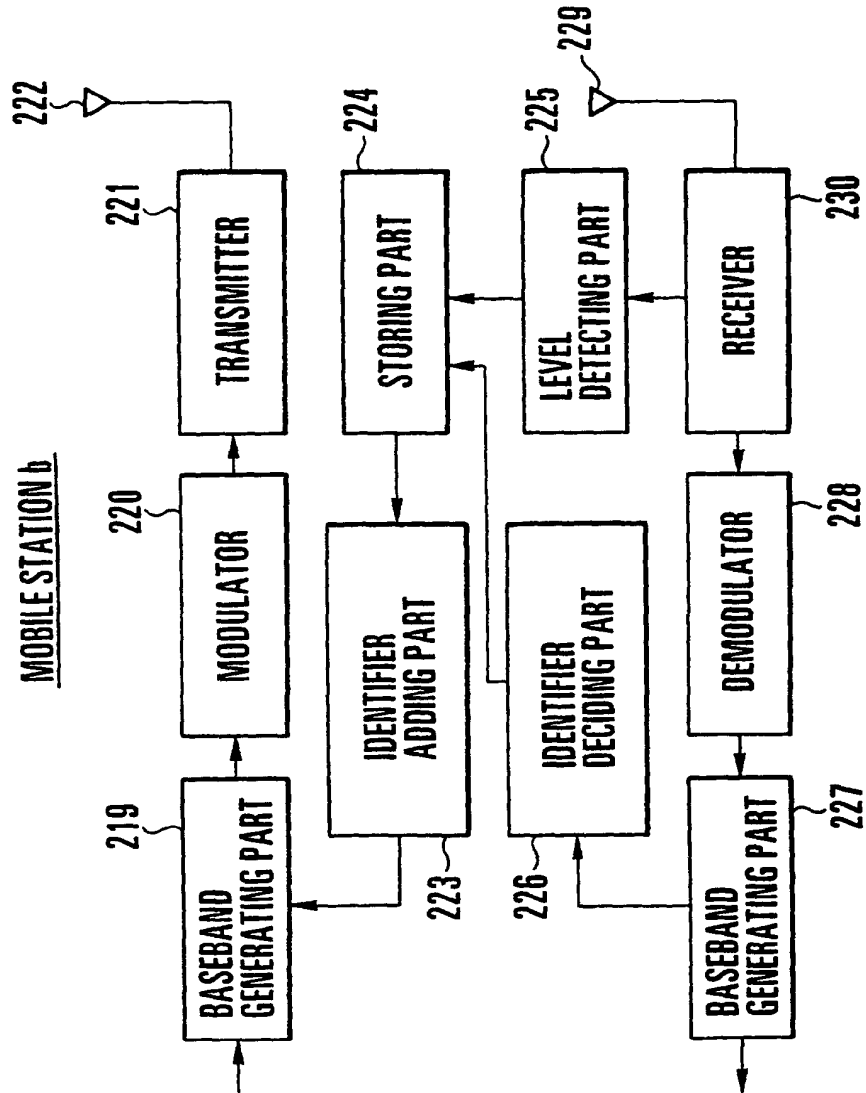 MOBILE STATION b
222
221
TRANSMITTER
220
MODULATOR
219
BASEBAND
GENERATING PART
224
STORING PART
IDENTIFIER
ADDING PART
223
225
LEVEL
DETECTING PART
IDENTIFIER
DECIDING PART
226
229
RECEIVER
230
DEMODULATOR
228
BASEBAND
GENERATING PART
227